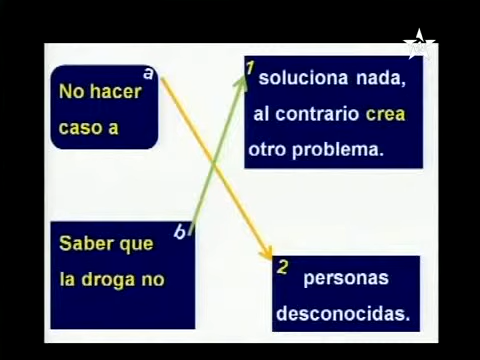 a
No hacer
caso a
1
soluciona nada,
al contrario crea
otro problema.
b
Saber que
la droga no
2
personas
desconocidas.